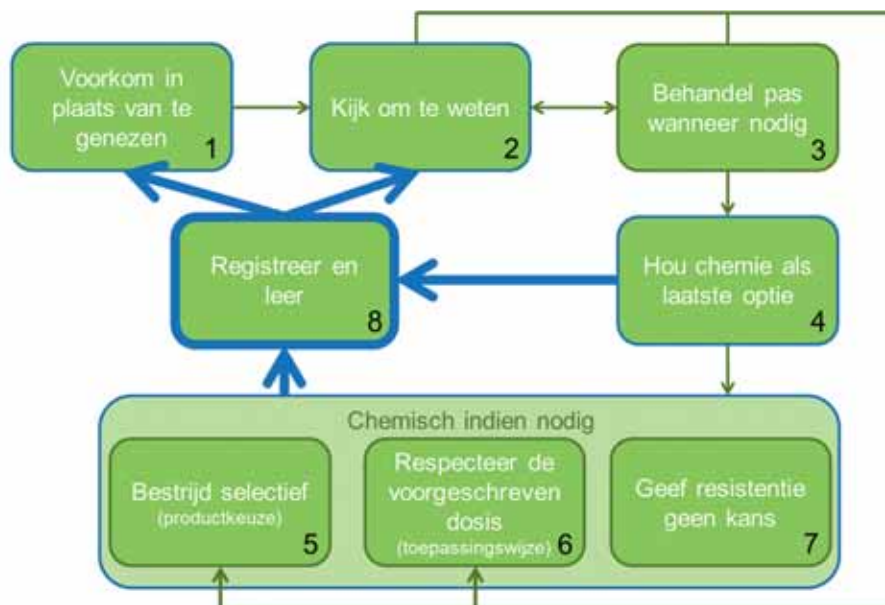 Voorkom in
plaats van te
genezen
1
Kijk om te weten
2
Behandel pas
wanneer nodig
3
Registreer en
leer
8
Hou chemie als
laatste optie
4
Chemisch indien nodig
Bestrijd selectief
(productkeuze)
5
Respecteer de
voorgeschreven
dosis
(toepassingswijze)
6
Geef resistentie
geen kans
7